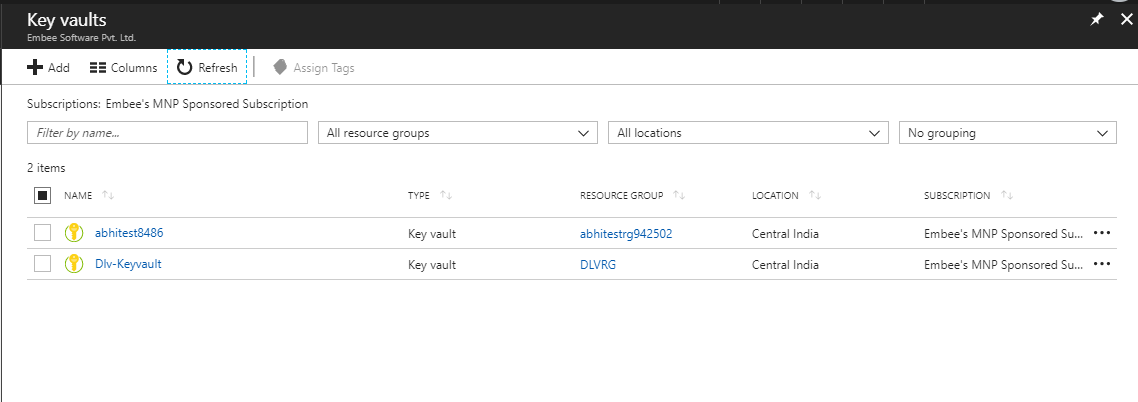 Key vaults
Embee Software Pvt. Ltd.
Add Columns Refresh Assign Tags
Subscriptions: Embee's MNP Sponsored Subscription
Filter by name... All resource groups All locations No grouping
2 items
NAME TYPE RESOURCE GROUP LOCATION SUBSCRIPTION
abhitest8486 Key vault abhitestrg942502 Central India Embee's MNP Sponsored Su...
Dlv-Keyvault Key vault DLVRG Central India Embee's MNP Sponsored Su...